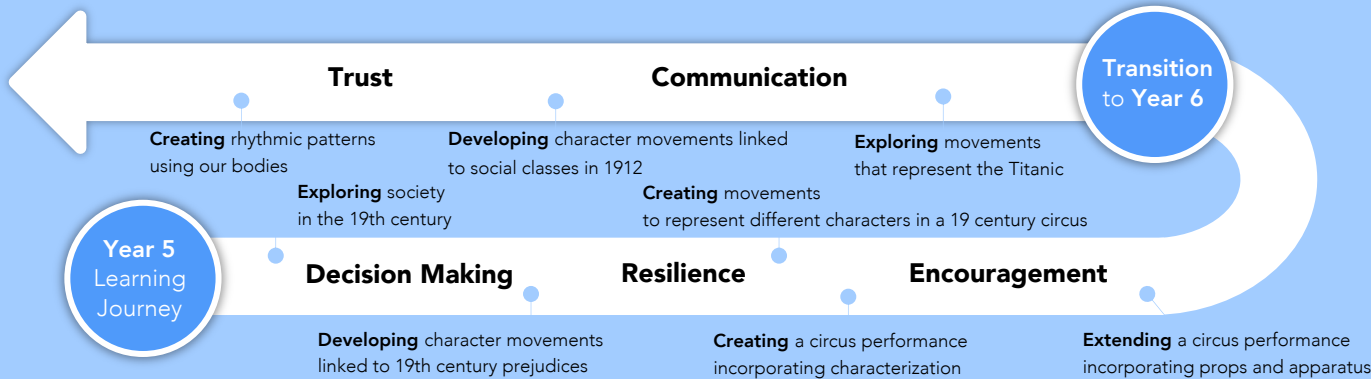 Trust
Communication
Transition
to Year 6
Creating rhythmic patterns
using our bodies
Developing character movements linked
to social classes in 1912
Exploring movements
that represent the Titanic
Exploring society
in the 19th century
Creating movements
to represent different characters in a 19 century circus
Year 5
Learning
Journey
Decision Making
Resilience
Encouragement
Developing character movements
linked to 19th century prejudices
Creating a circus performance
incorporating characterization
Extending a circus performance
incorporating props and apparatus